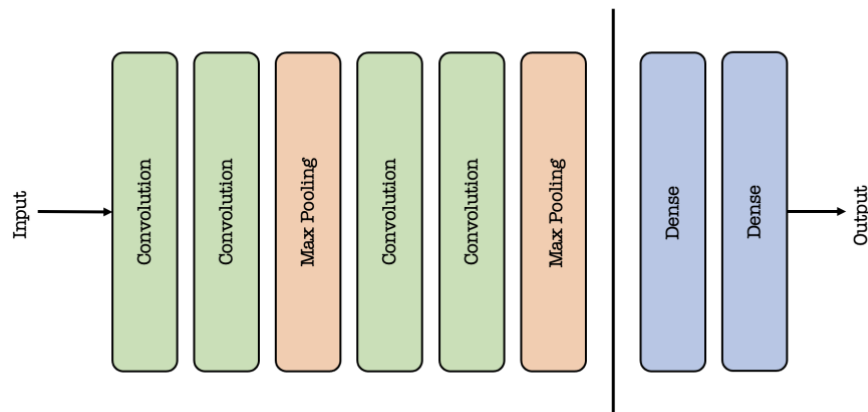 Input
Convolution
Convolution
Max Pooling
Convolution
Convolution
Max Pooling
Dense
Dense
Output